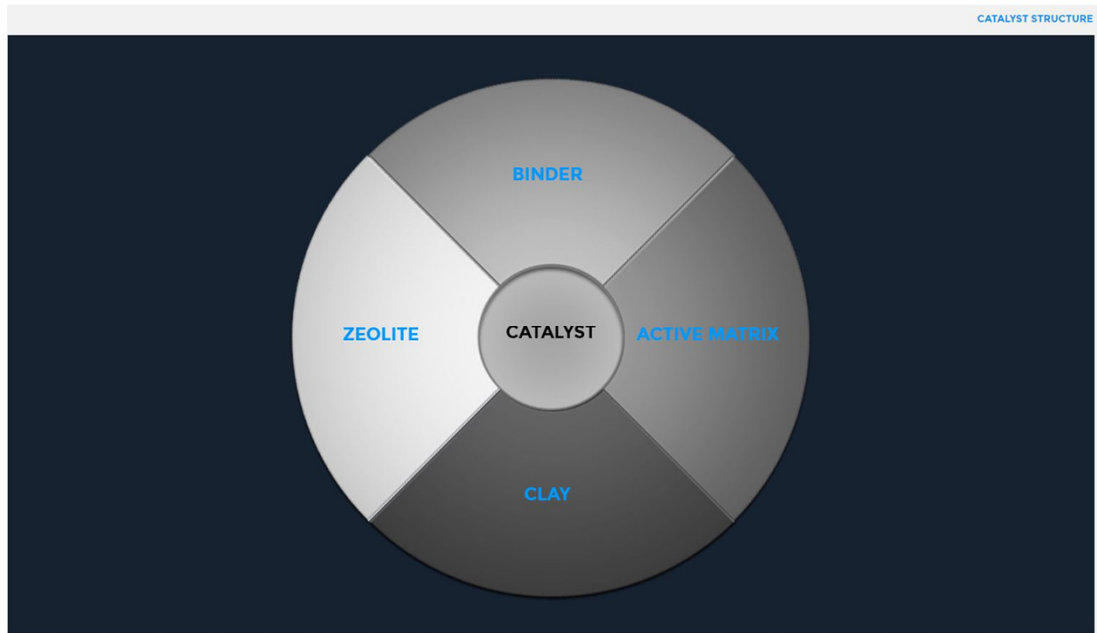 CATALYST STRUCTURE
BINDER
ZEOLITE
CATALYST
ACTIVE MATRIX
CLAY